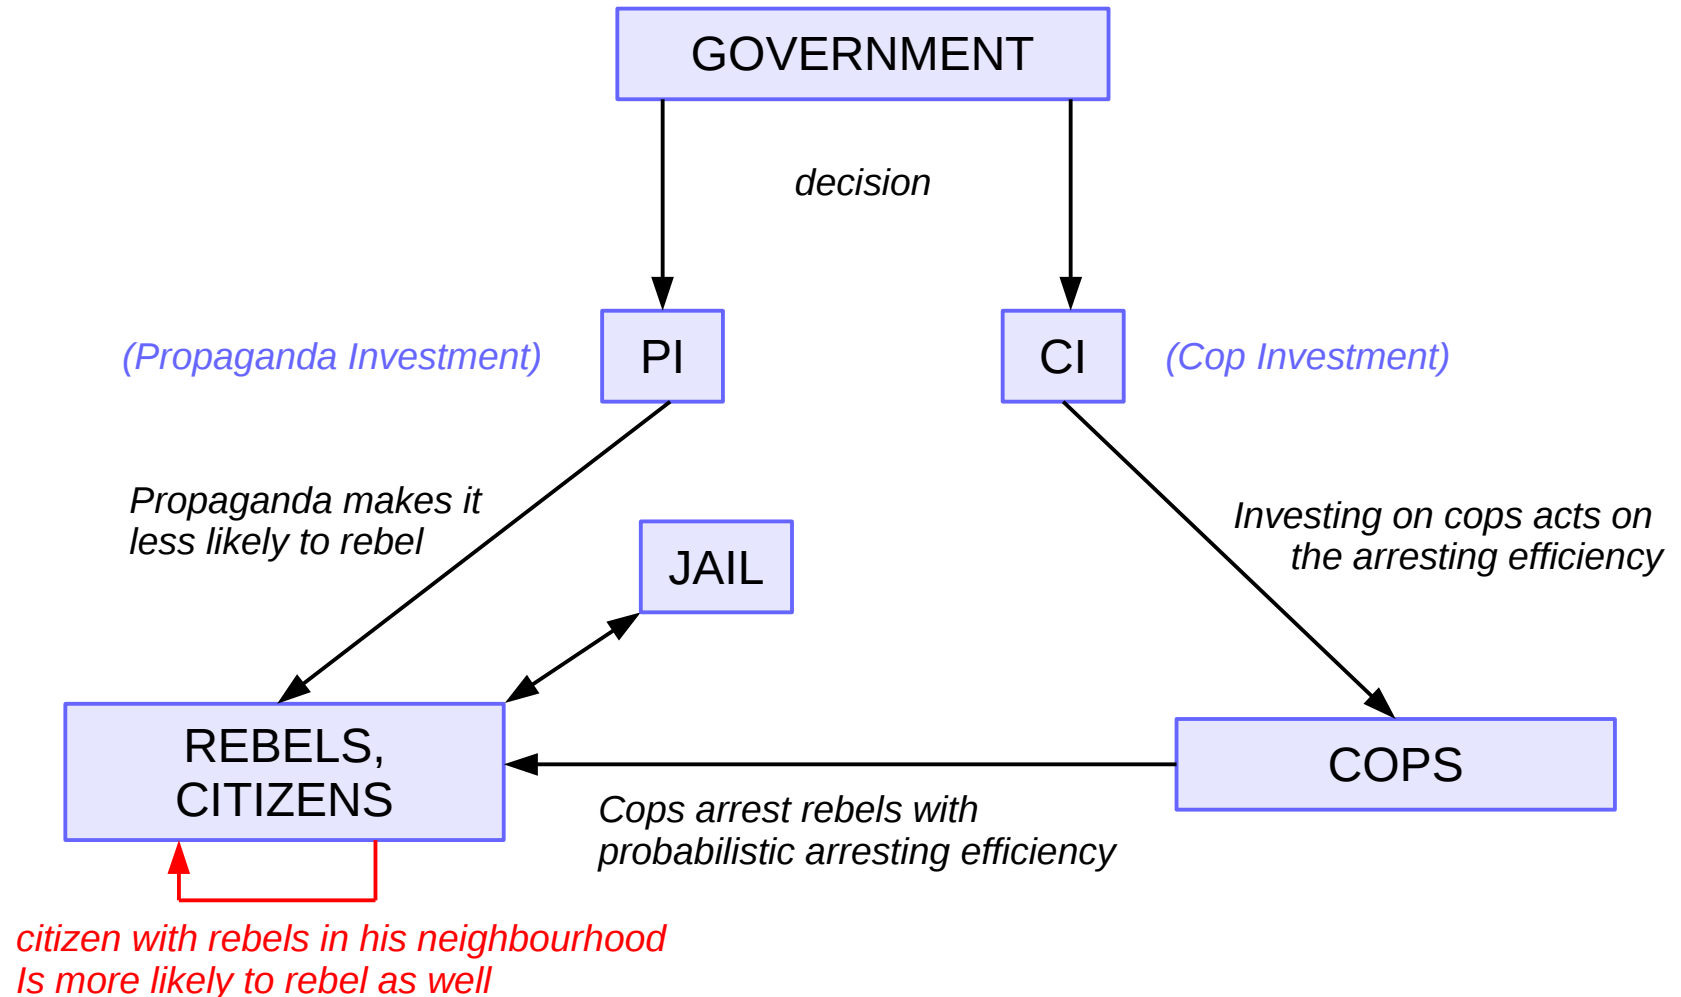 GOVERNMENT
decision
(Propaganda Investment)
PI
CI
(Cop Investment)
Propaganda makes it
less likely to rebel
JAIL
Investing on cops acts on
the arresting efficiency
REBELS,
CITIZENS
COPS
Cops arrest rebels with
probabilistic arresting efficiency
citizen with rebels in his neighbourhood
Is more likely to rebel as well